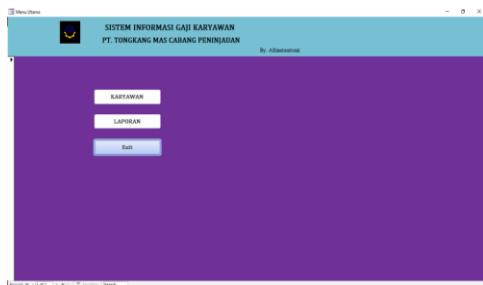 Menu Utama
SISTEM INFORMASI GAJI KARYAWAN
PT. TONGKANG MAS CABANG PENINJAUAN
KARYAWAN
LAPORAN
Exit